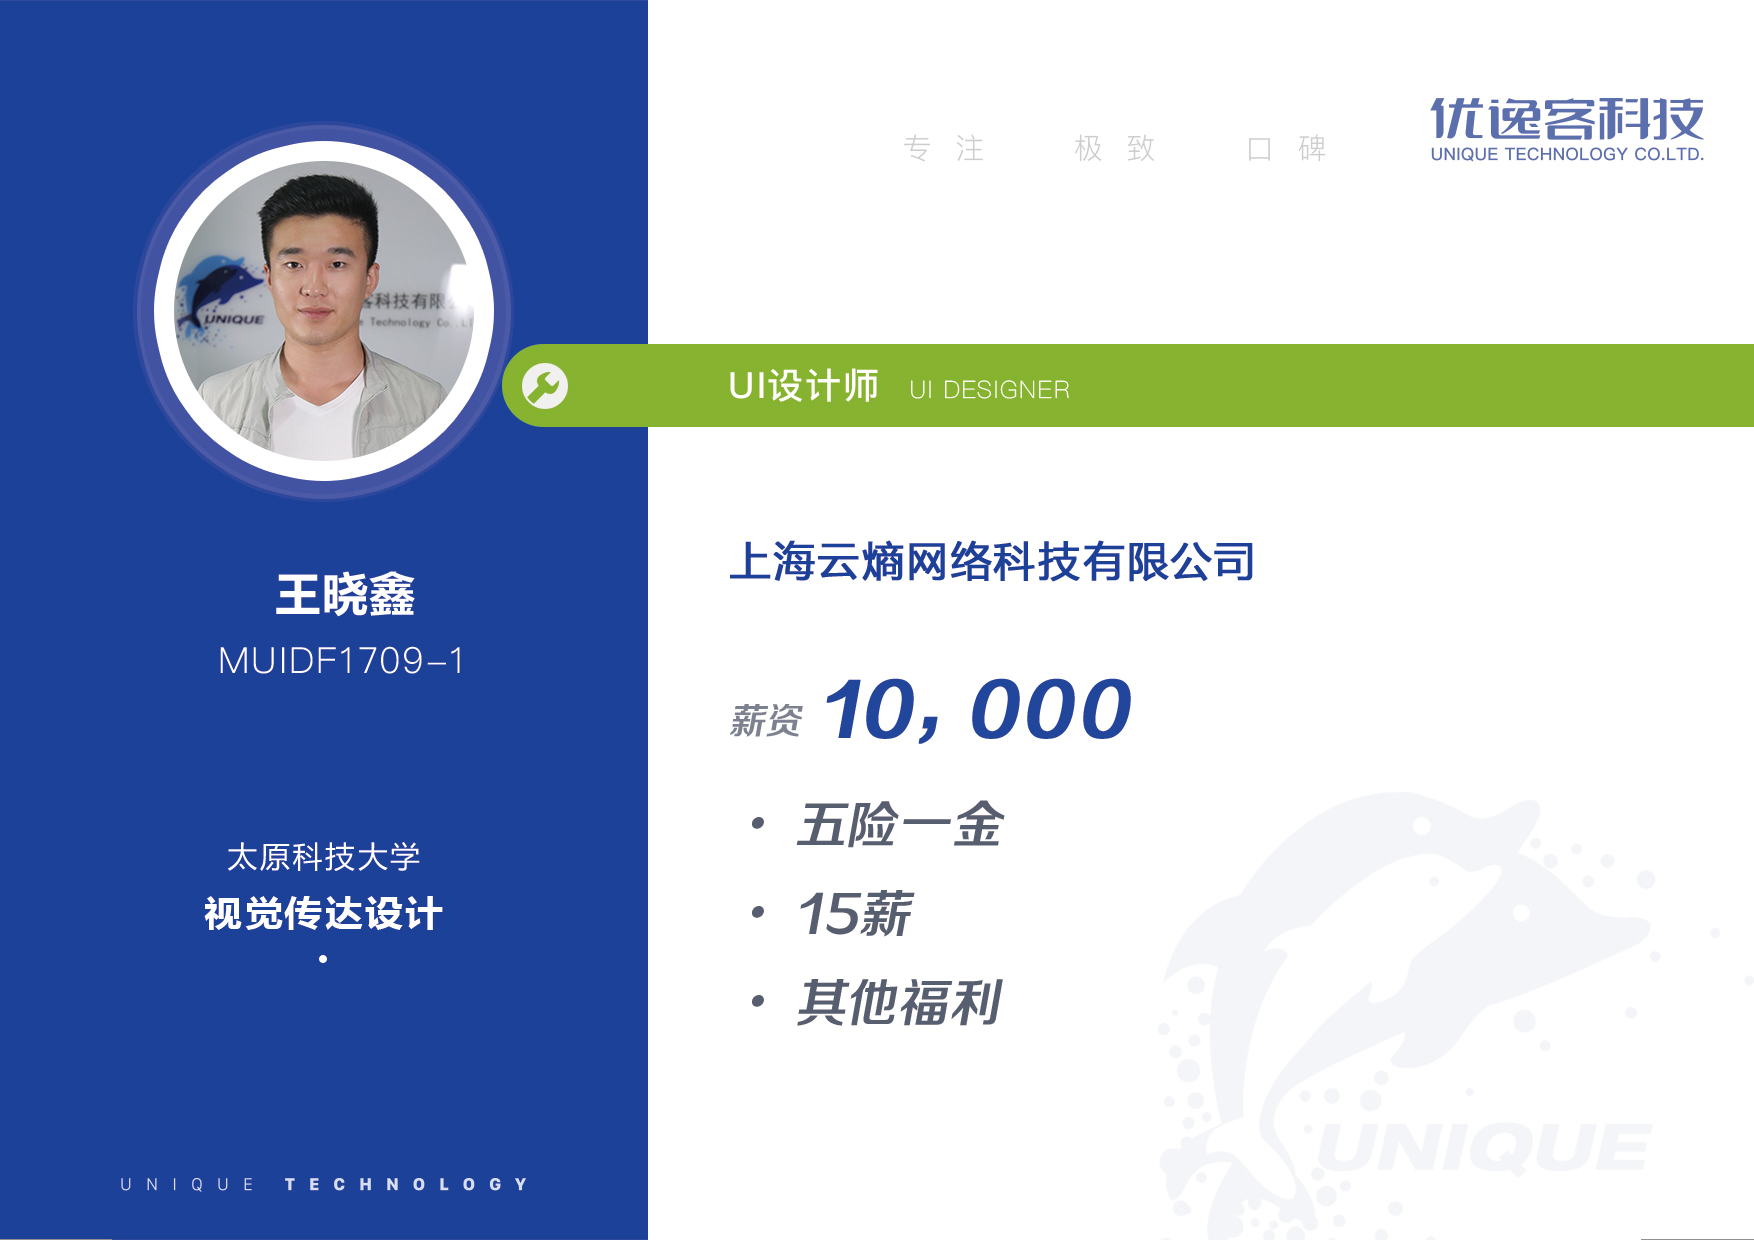 优逸客科技
UNIQUE TECHNOLOGY CO.LTD.
专注 极致 口碑
UNIQUE
客科技有限公
Technology Co.,Lt
UI设计师 UI DESIGNER
王晓鑫
MUIDF1709-1
太原科技大学
视觉传达设计
UNIQUE TECHNOLOGY
上海云熵网络科技有限公司
薪资 10，000
• 五险一金
• 15薪
• 其他福利
UNIQUE